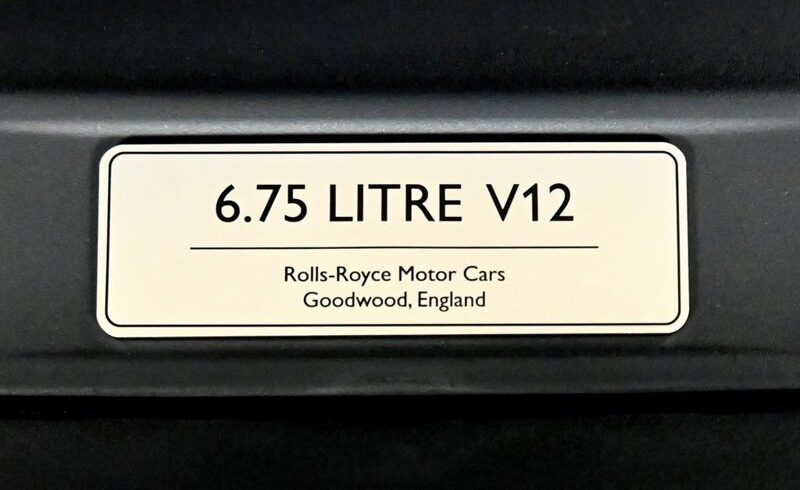 6.75 LITRE V12
Rolls-Royce Motor Cars
Goodwood, England